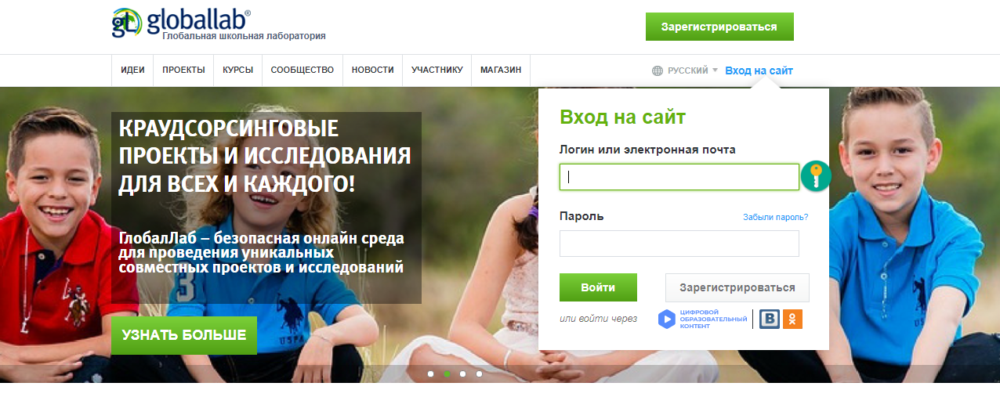 globallab®
Глобальная школьная лаборатория
Зарегистрироваться
ИДЕИ ПРОЕКТЫ КУРСЫ СООБЩЕСТВО НОВОСТИ УЧАСТНИКУ МАГАЗИН
РУССКИЙ Вход на сайт
КРАУДСОРСИНГОВЫЕ
ПРОЕКТЫ И ИССЛЕДОВАНИЯ
ДЛЯ ВСЕХ И КАЖДОГО!
ГлобалЛаб – безопасная онлайн среда
для проведения уникальных
совместных проектов и исследований
3
USPA
УЗНАТЬ БОЛЬШЕ
Вход на сайт
Логин или электронная почта
Пароль Забыли пароль?
Войти Зарегистрироваться
или войти через
ЦИФРОВОЙ
ОБРАЗОВАТЕЛЬНЫЙ
КОНТЕНТ